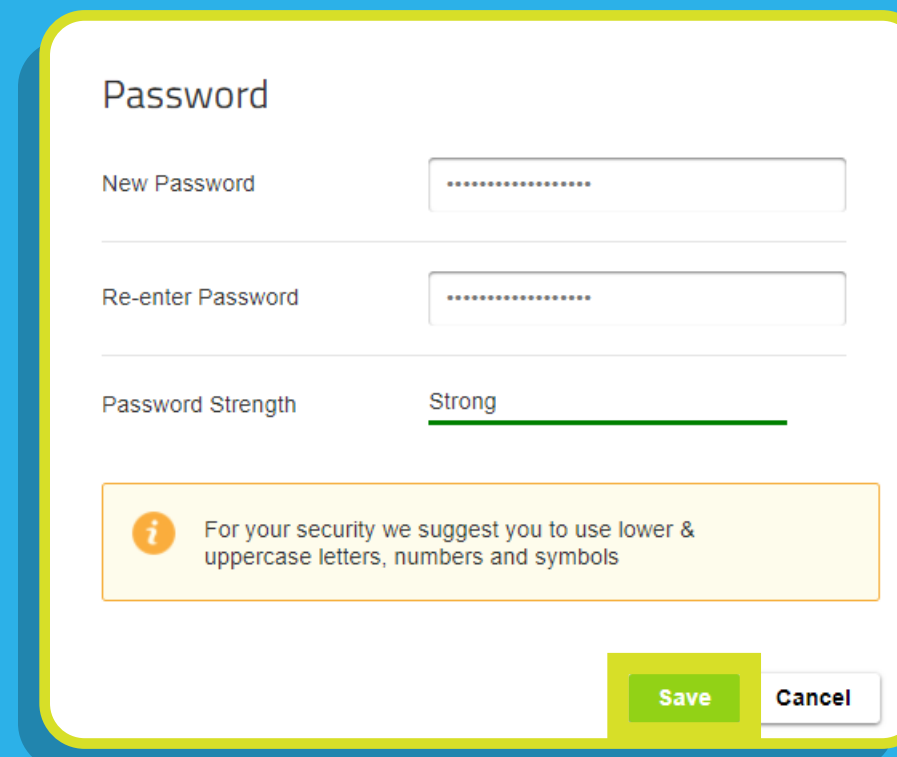 Password
New Password ••••••••••••••••••
Re-enter Password ••••••••••••••••••
Password Strength Strong
i
For your security we suggest you to use lower &
uppercase letters, numbers and symbols
Save Cancel